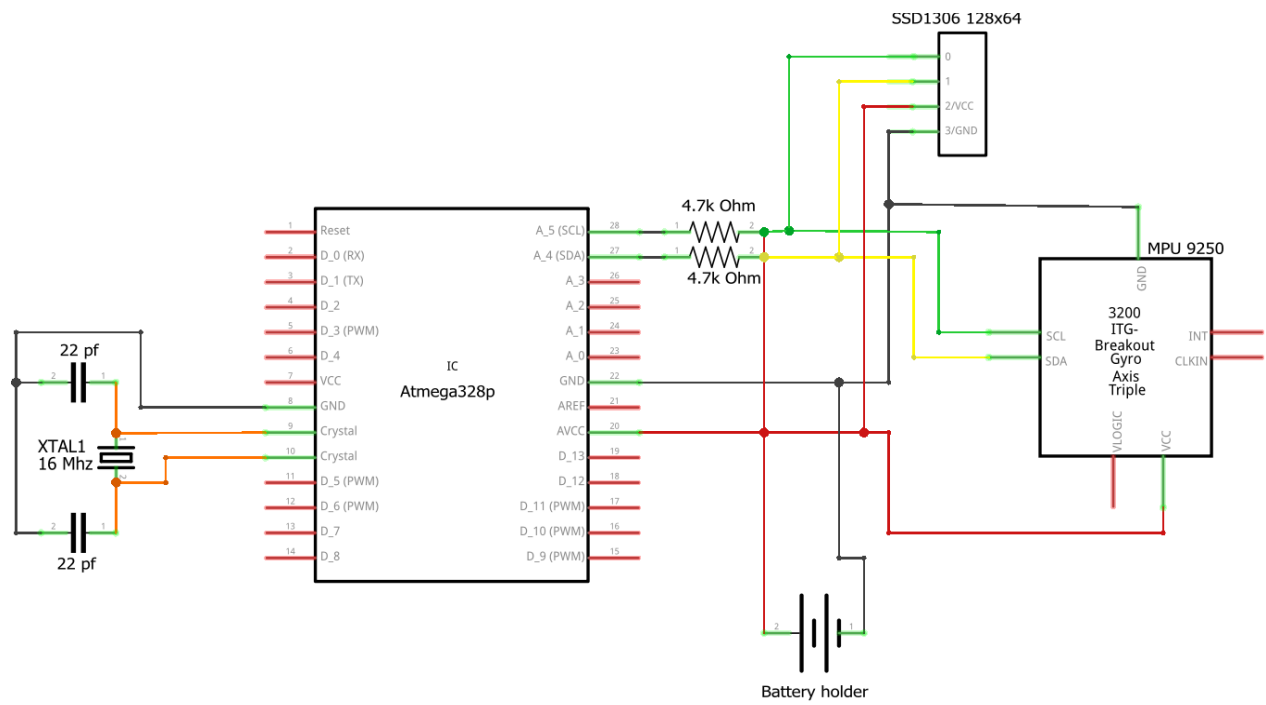 SSD1306 128x64
0
1
2/VCC
3/GND
4.7k Ohm
1
2
1
2
4.7k Ohm
MPU 9250
GND
3200
ITG-
Breakout
Gyro
Axis
Triple
SCL
SDA
INT
CLKIN
VLOGIC
VCC
IC
Atmega328p
1 Reset
2 D_0 (RX)
3 D_1 (TX)
4 D_2
5 D_3 (PWM)
6 D_4
7 VCC
8 GND
9 Crystal
10 Crystal
11 D_5 (PWM)
12 D_6 (PWM)
13 D_7
14 D_8
A_5 (SCL) 28
A_4 (SDA) 27
A_3 26
A_2 25
A_1 24
A_0 23
GND 22
AREF 21
AVCC 20
D_13 19
D_12 18
D_11 (PWM) 17
D_10 (PWM) 16
D_9 (PWM) 15
22 pf
2
1
XTAL1
16 Mhz
1
2
2
1
22 pf
2
1
Battery holder